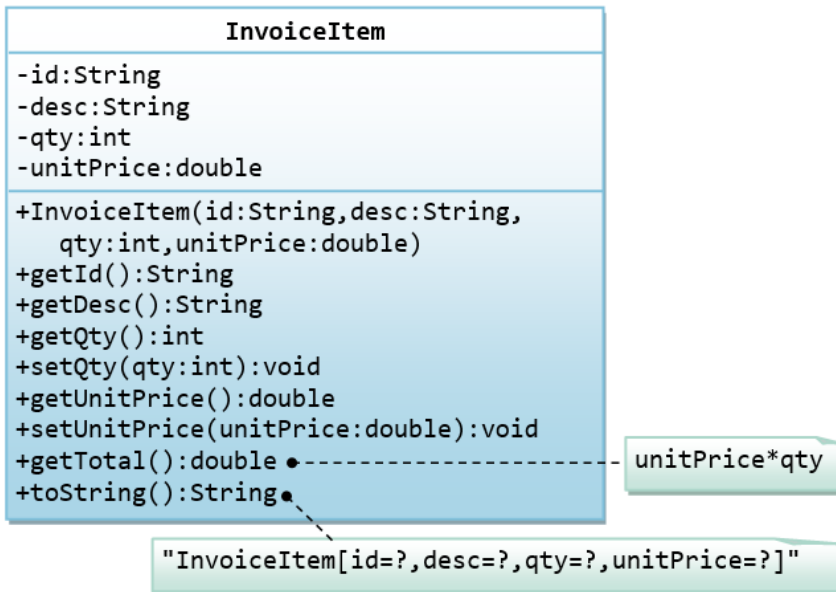 InvoiceItem
-id:String
-desc:String
-qty:int
-unitPrice:double
+InvoiceItem(id:String,desc:String,
qty:int,unitPrice:double)
+getId():String
+getDesc():String
+getQty():int
+setQty(qty:int):void
+getUnitPrice():double
+setUnitPrice(unitPrice:double):void
+getTotal():double
unitPrice*qty
+toString():String
"InvoiceItem[id=?,desc=?,qty=?,unitPrice=?]"